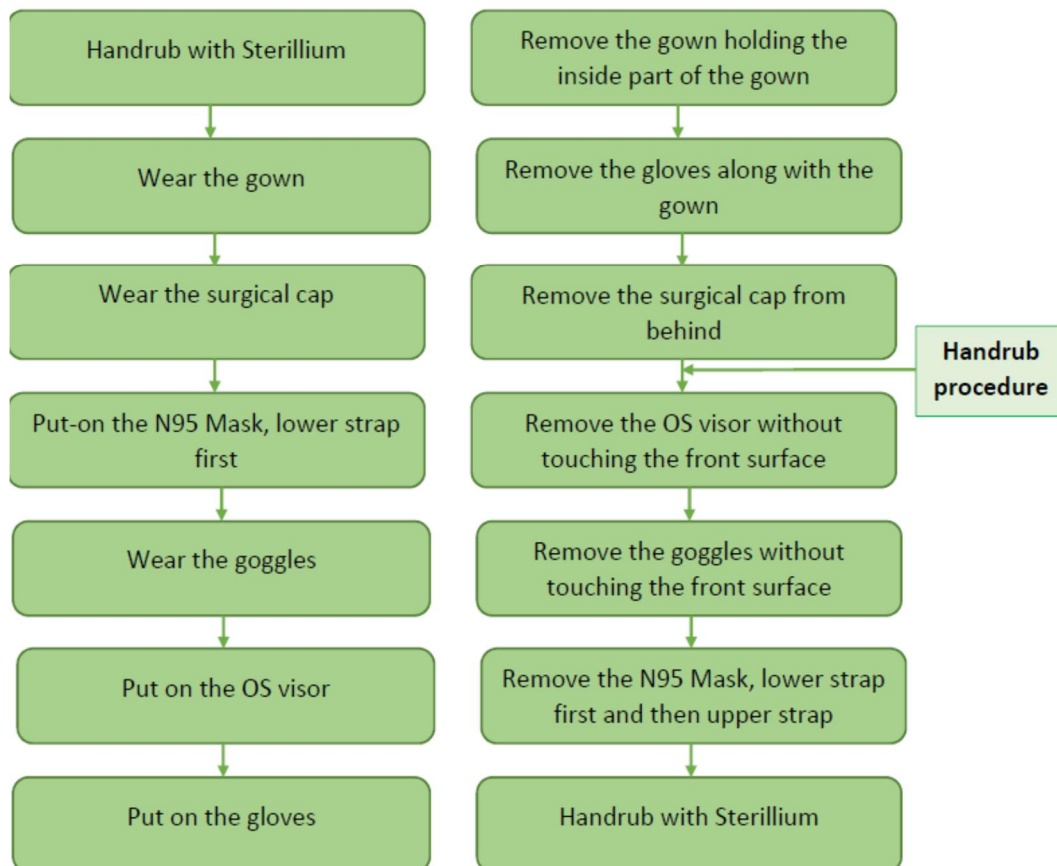 Handrub with Sterillium
Wear the gown
Wear the surgical cap
Put-on the N95 Mask, lower strap
first
Wear the goggles
Put on the OS visor
Put on the gloves
Remove the gown holding the
inside part of the gown
Remove the gloves along with the
gown
Remove the surgical cap from
behind
Handrub
procedure
Remove the OS visor without
touching the front surface
Remove the goggles without
touching the front surface
Remove the N95 Mask, lower strap
first and then upper strap
Handrub with Sterillium